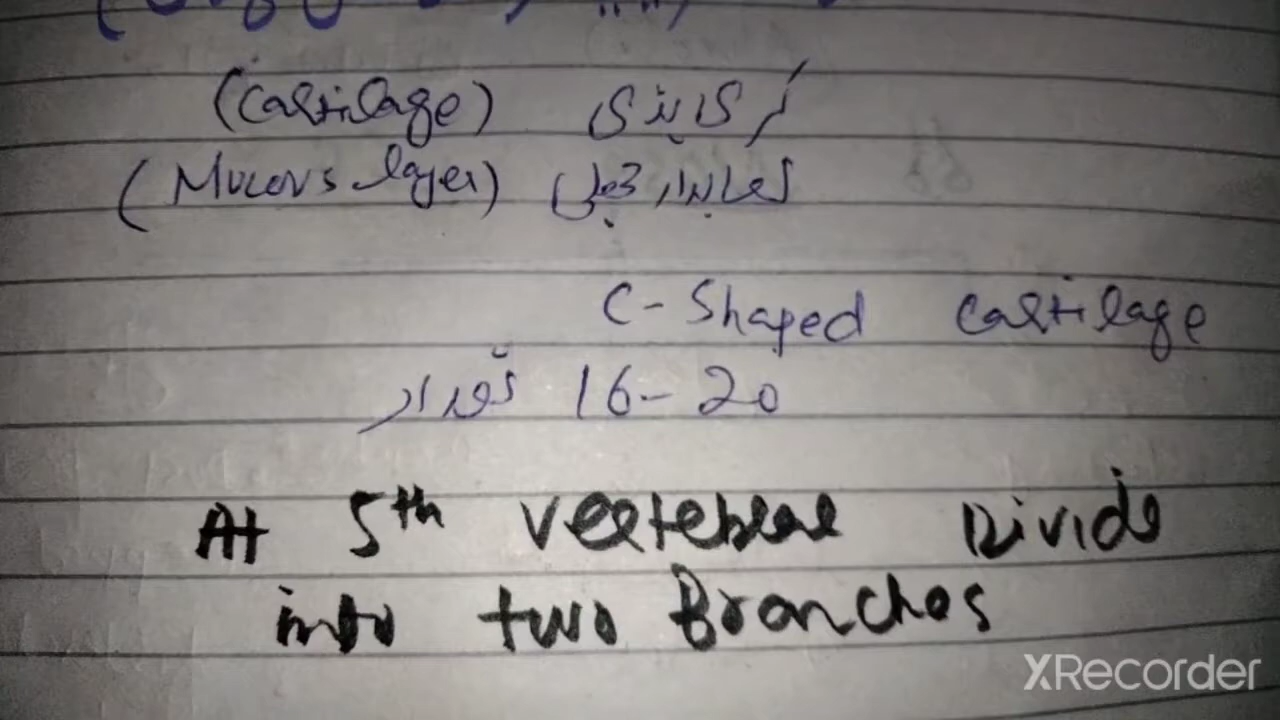 کری ہڈی (Cartilage)
لعابدار جھلی (Mucous layer)
C-Shaped Cartilage
16-20 تعداد
At 5th vertebrae Divide
into two Branches
XRecorder